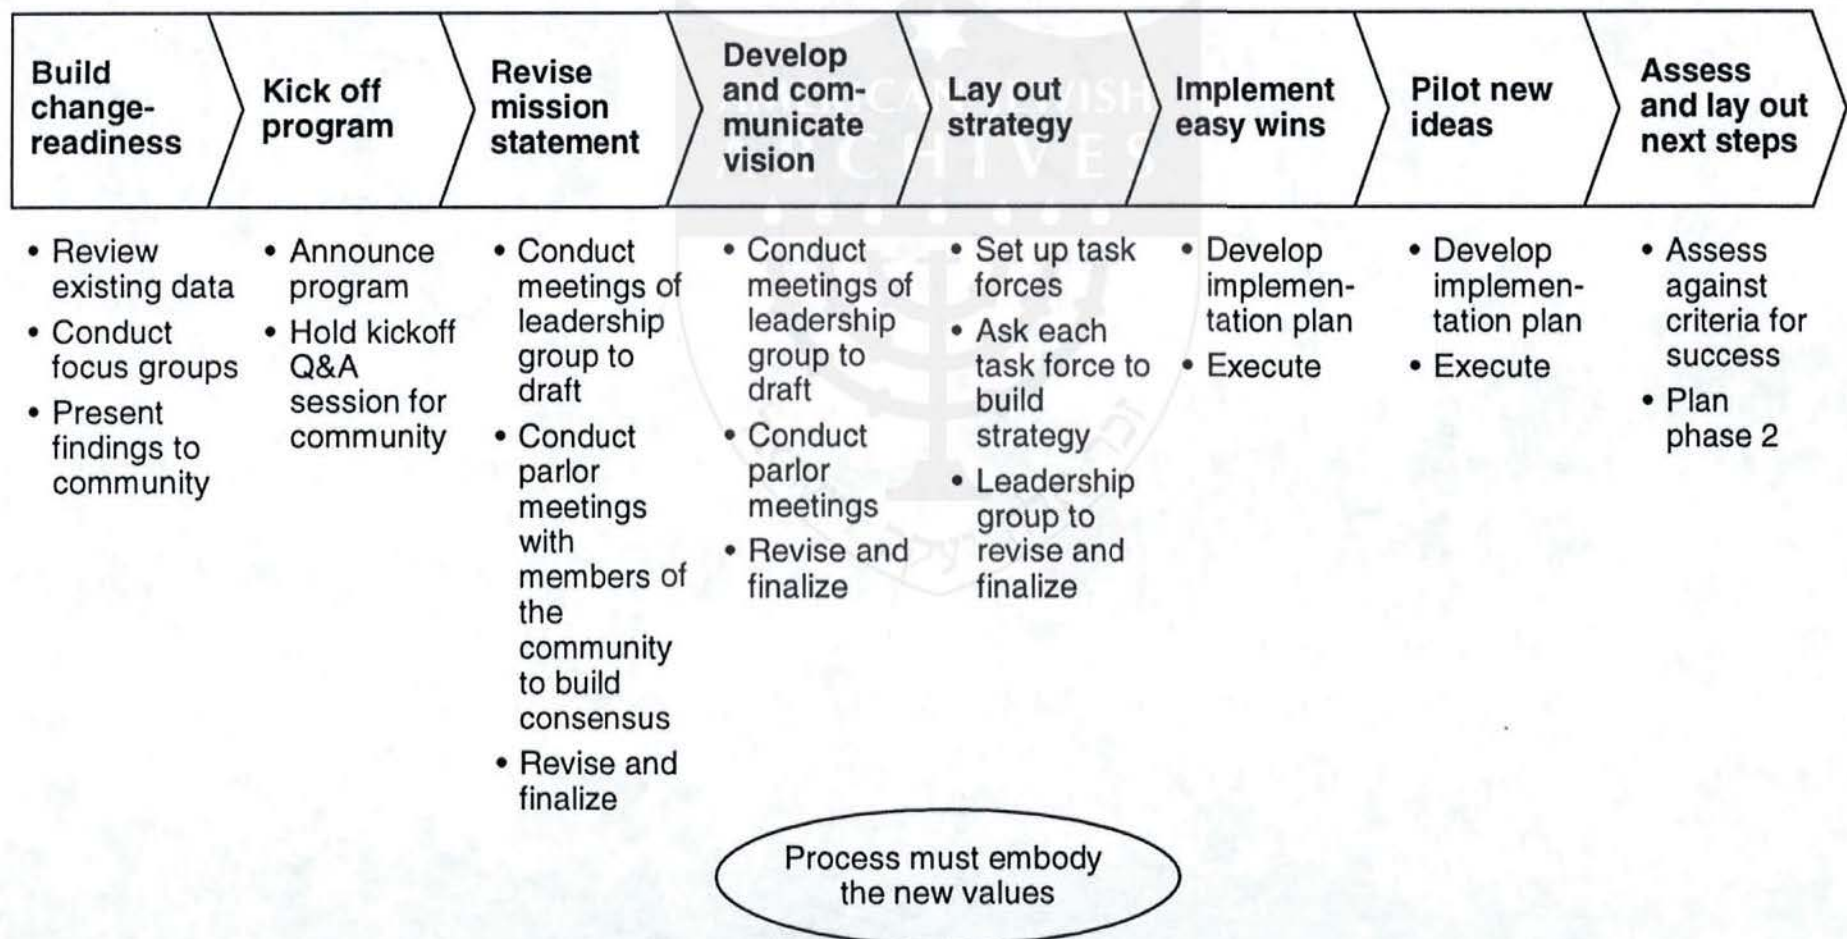 Build
change-
readiness
Kick off
program
Revise
mission
statement
Develop
and com-
municate
vision
Lay out
strategy
Implement
easy wins
Pilot new
ideas
Assess
and lay out
next steps
• Review
existing data
• Conduct
focus groups
• Present
findings to
community
• Announce
program
• Hold kickoff
Q&A
session for
community
• Conduct
meetings of
leadership
group to
draft
• Conduct
parlor
meetings
with
members of
the
community
to build
consensus
• Revise and
finalize
• Conduct
meetings of
leadership
group to
draft
• Conduct
parlor
meetings
• Revise and
finalize
• Set up task
forces
• Ask each
task force to
build
strategy
• Leadership
group to
revise and
finalize
• Develop
implemen-
tation plan
• Execute
• Develop
implemen-
tation plan
• Execute
• Assess
against
criteria for
success
• Plan
phase 2
Process must embody
the new values
AMERICAN JEWISH
ARCHIVES